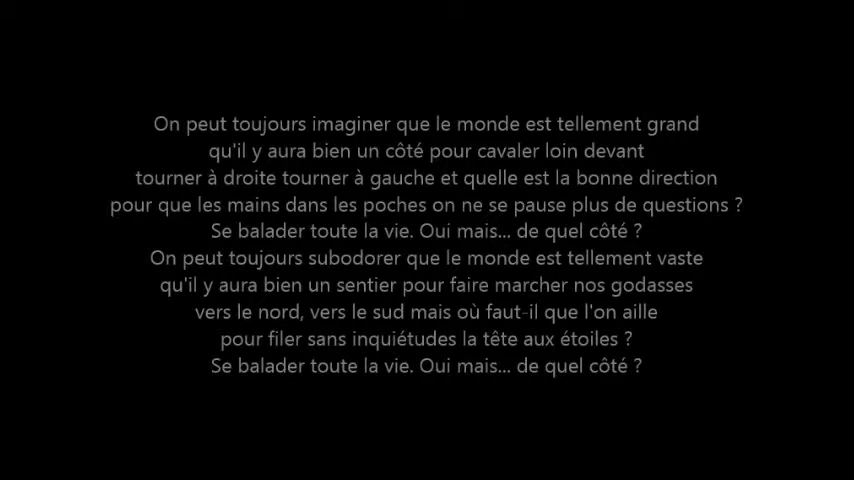 On peut toujours imaginer que le monde est tellement grand
qu'il y aura bien un côté pour cavaler loin devant
tourner à droite tourner à gauche et quelle est la bonne direction
pour que les mains dans les poches on ne se pause plus de questions ?
Se balader toute la vie. Oui mais... de quel côté ?
On peut toujours subodorer que le monde est tellement vaste
qu'il y aura bien un sentier pour faire marcher nos godasses
vers le nord, vers le sud mais où faut-il que l'on aille
pour filer sans inquiétudes la tête aux étoiles ?
Se balader toute la vie. Oui mais... de quel côté ?